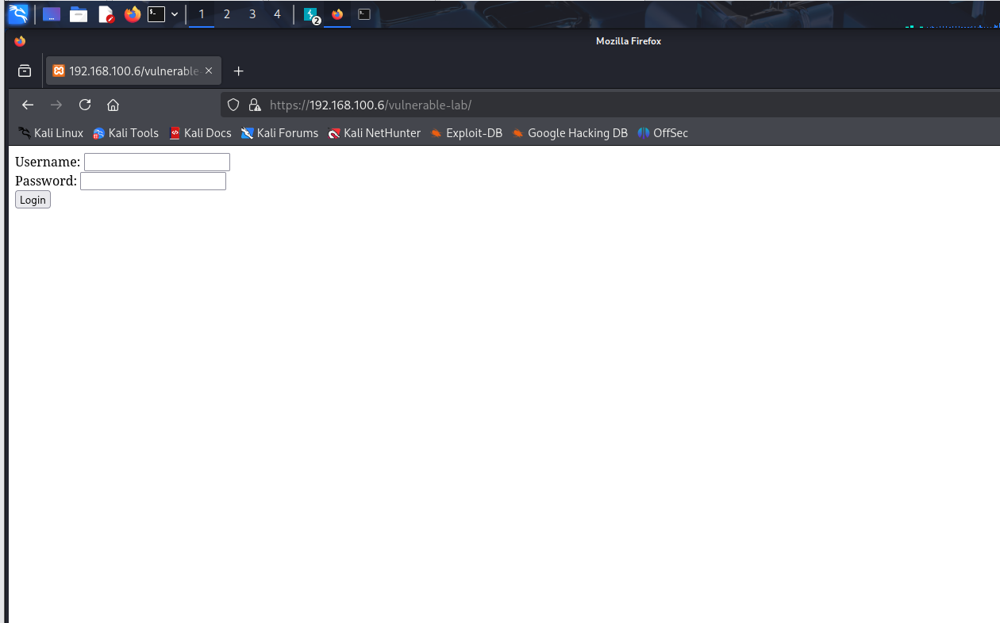 1 2 3 4 2
Mozilla Firefox
192.168.100.6/vulnerable-
https://192.168.100.6/vulnerable-lab/
Kali Linux Kali Tools Kali Docs Kali Forums Kali NetHunter Exploit-DB Google Hacking DB OffSec
Username:
Password:
Login